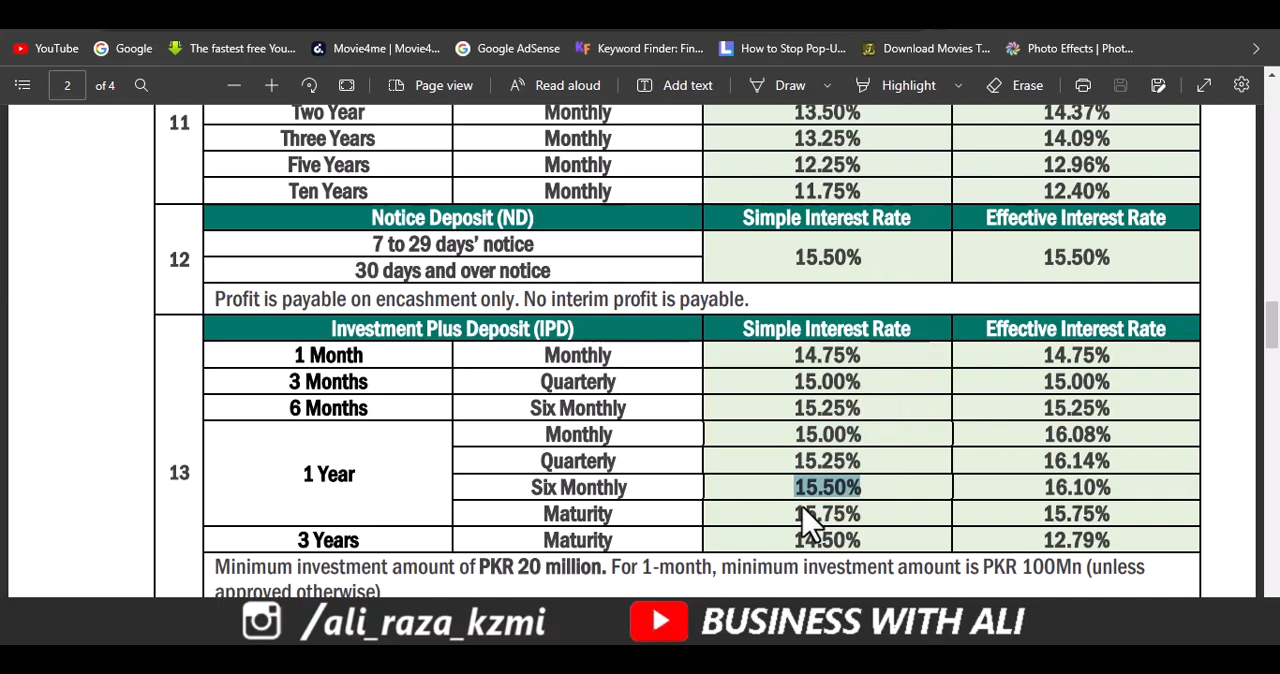 YouTube Google The fastest free You... Movie4me | Movie4... Google AdSense Keyword Finder: Fin... How to Stop Pop-U... Download Movies T... Photo Effects | Phot...
2 of 4 Page view Read aloud Add text Draw Highlight Erase
11 Two Year Monthly 13.50% 14.37%
Three Years Monthly 13.25% 14.09%
Five Years Monthly 12.25% 12.96%
Ten Years Monthly 11.75% 12.40%
12 Notice Deposit (ND) Simple Interest Rate Effective Interest Rate
7 to 29 days' notice 15.50% 15.50%
30 days and over notice
Profit is payable on encashment only. No interim profit is payable.
13 Investment Plus Deposit (IPD) Simple Interest Rate Effective Interest Rate
1 Month Monthly 14.75% 14.75%
3 Months Quarterly 15.00% 15.00%
6 Months Six Monthly 15.25% 15.25%
1 Year Monthly 15.00% 16.08%
Quarterly 15.25% 16.14%
Six Monthly 15.50% 16.10%
Maturity 15.75% 15.75%
3 Years Maturity 14.50% 12.79%
Minimum investment amount of PKR 20 million. For 1-month, minimum investment amount is PKR 100Mn (unless
approved otherwise)
/ali_raza_kzmi BUSINESS WITH ALI